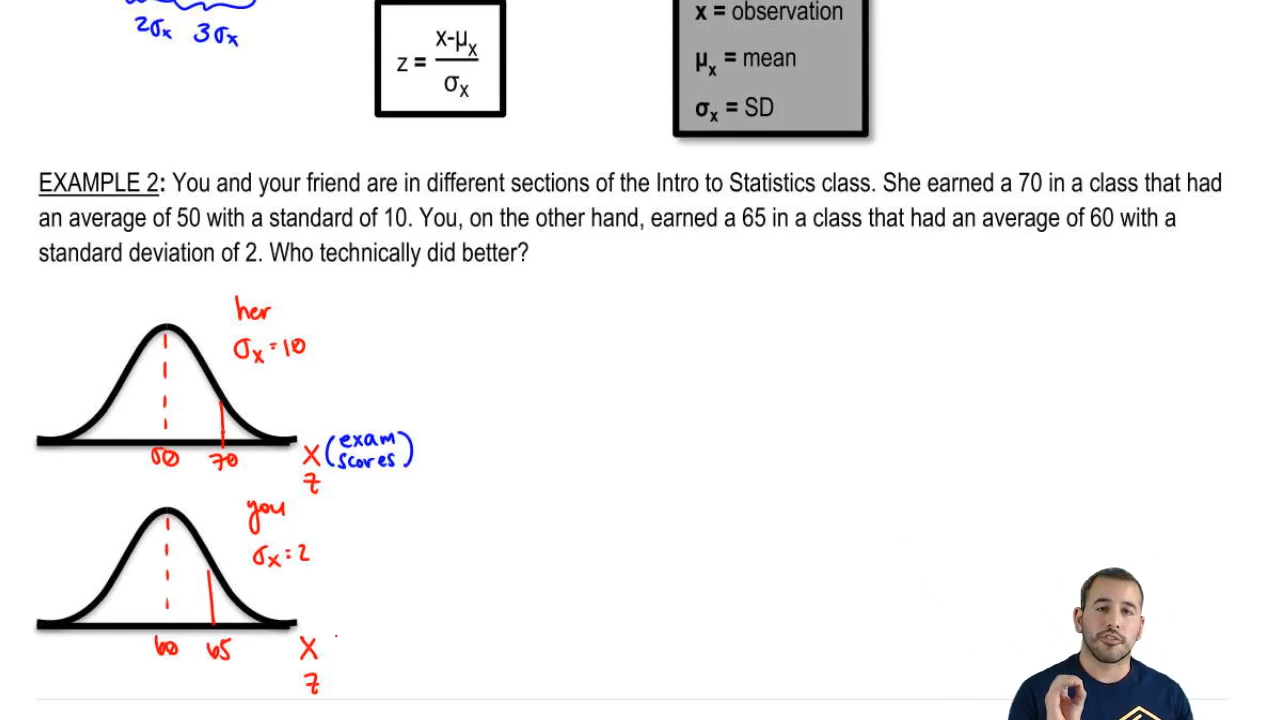 2σx 3σx
z = x-μx / σx
x = observation
μx = mean
σx = SD
EXAMPLE 2: You and your friend are in different sections of the Intro to Statistics class. She earned a 70 in a class that had
an average of 50 with a standard of 10. You, on the other hand, earned a 65 in a class that had an average of 60 with a
standard deviation of 2. Who technically did better?
her
σx = 10
50 70 X (exam scores)
z
you
σx = 2
60 65 X
z